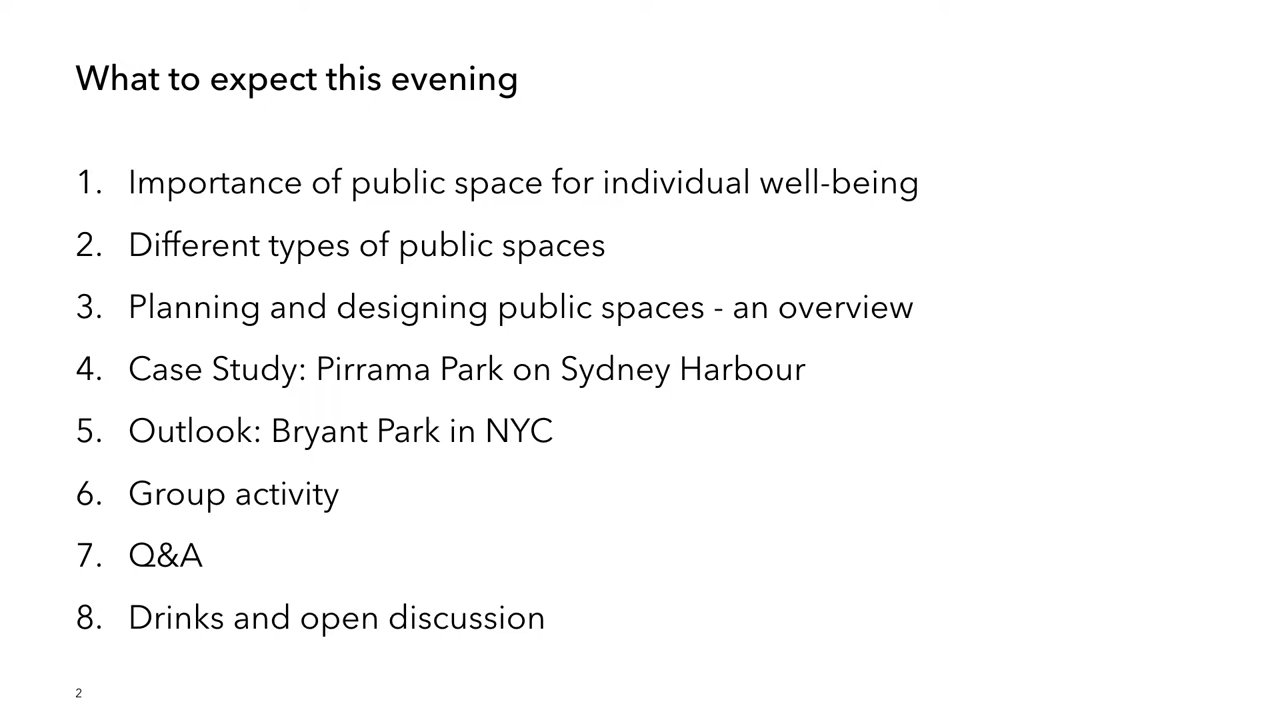 What to expect this evening
1. Importance of public space for individual well-being
2. Different types of public spaces
3. Planning and designing public spaces - an overview
4. Case Study: Pirrama Park on Sydney Harbour
5. Outlook: Bryant Park in NYC
6. Group activity
7. Q&A
8. Drinks and open discussion
2